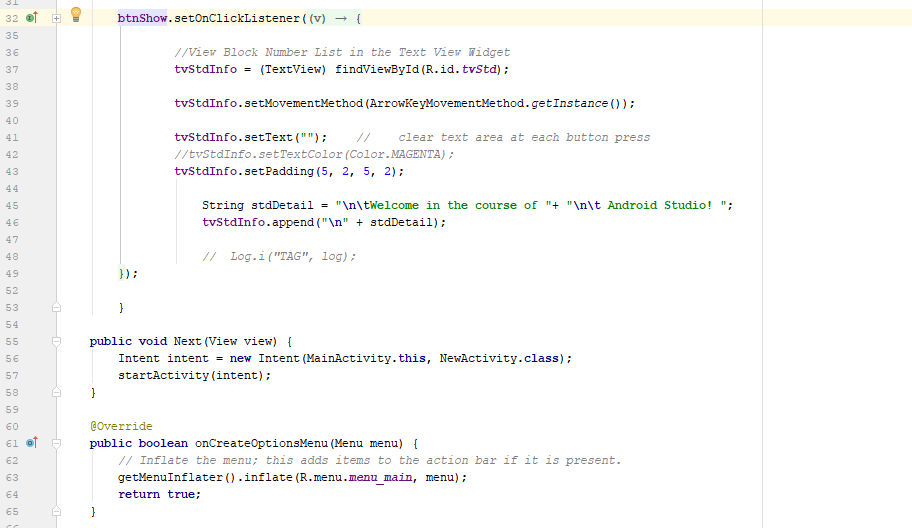 31
32 btnShow.setOnClickListener((v) → {
35
36 //View Block Number List in the Text View Widget
37 tvStdInfo = (TextView) findViewById(R.id.tvStd);
38
39 tvStdInfo.setMovementMethod(ArrowKeyMovementMethod.getInstance());
40
41 tvStdInfo.setText(""); // clear text area at each button press
42 //tvStdInfo.setTextColor(Color.MAGENTA);
43 tvStdInfo.setPadding(5, 2, 5, 2);
44
45 String stdDetail = "\n\tWelcome in the course of "+ "\n\t Android Studio! ";
46 tvStdInfo.append("\n" + stdDetail);
47
48 // Log.i("TAG", log);
49 });
52
53 }
54
55 public void Next(View view) {
56 Intent intent = new Intent(MainActivity.this, NewActivity.class);
57 startActivity(intent);
58 }
59
60 @Override
61 public boolean onCreateOptionsMenu(Menu menu) {
62 // Inflate the menu; this adds items to the action bar if it is present.
63 getMenuInflater().inflate(R.menu.menu_main, menu);
64 return true;
65 }